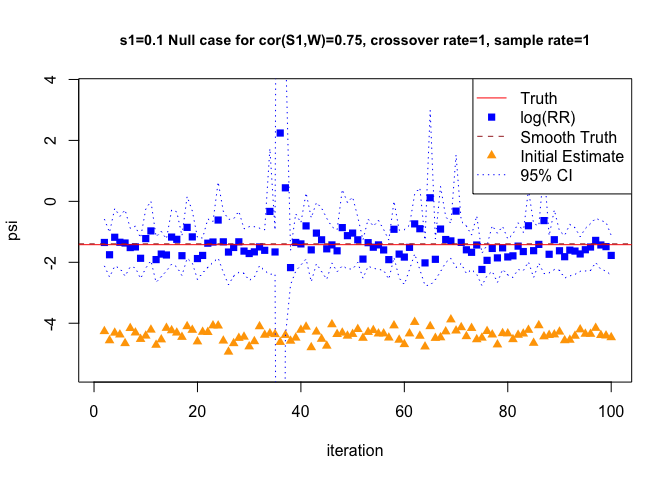 s1=0.1 Null case for cor(S1,W)=0.75, crossover rate=1, sample rate=1
4
2
0
-2
-4
psi
Truth
log(RR)
Smooth Truth
Initial Estimate
95% CI
0 20 40 60 80 100
iteration